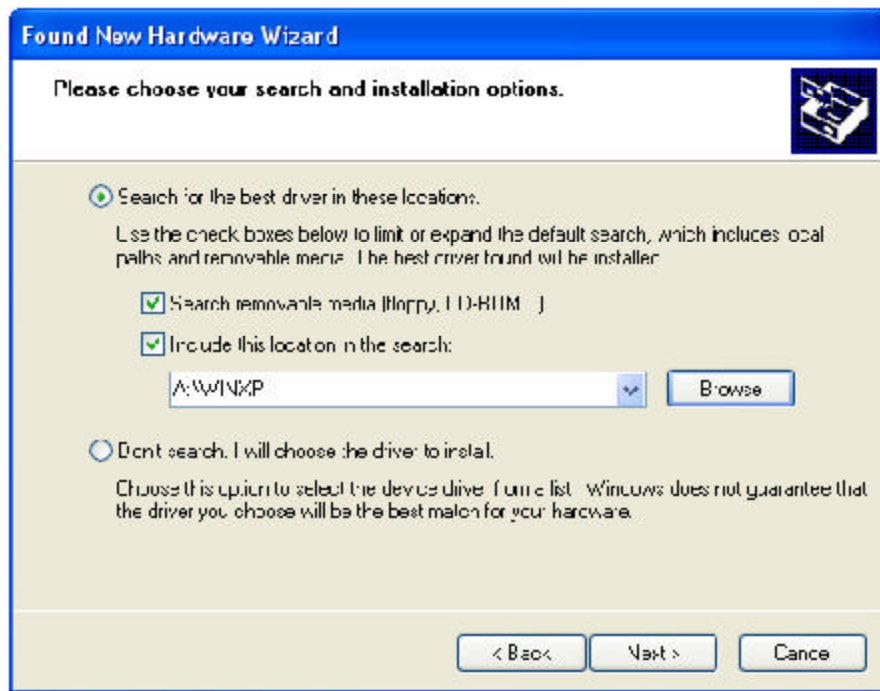 Found New Hardware Wizard
Please choose your search and installation options.
Search for the best driver in these locations.
Use the check boxes below to limit or expand the default search, which includes local
paths and removable media. The best driver found will be installed.
Search removable media (floppy, CD-ROM...)
Include this location in the search:
A:\WINXP
Browse
Don't search. I will choose the driver to install.
Choose this option to select the device driver from a list. Windows does not guarantee that
the driver you choose will be the best match for your hardware.
< Back
Next >
Cancel